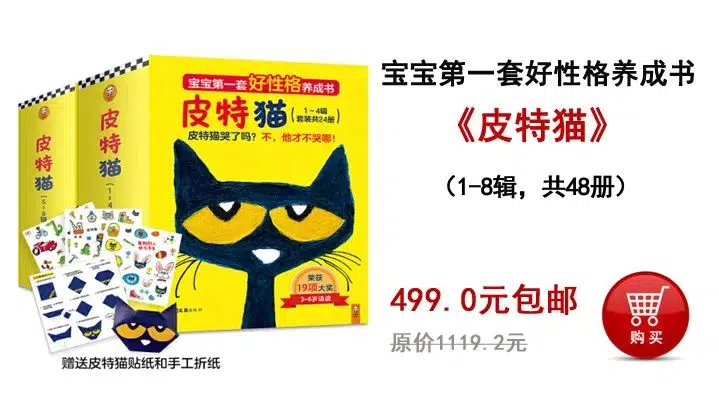 宝宝第一套好性格养成书
皮特猫
1~4辑
套装共24册
皮特猫哭了吗？不，他才不哭哪！
荣获
19项大奖
3-6岁适读
皮特猫
皮特猫
赠送皮特猫贴纸和手工折纸
宝宝第一套好性格养成书
《皮特猫》
（1-8辑，共48册）
499.0元包邮
原价1119.2元
购买